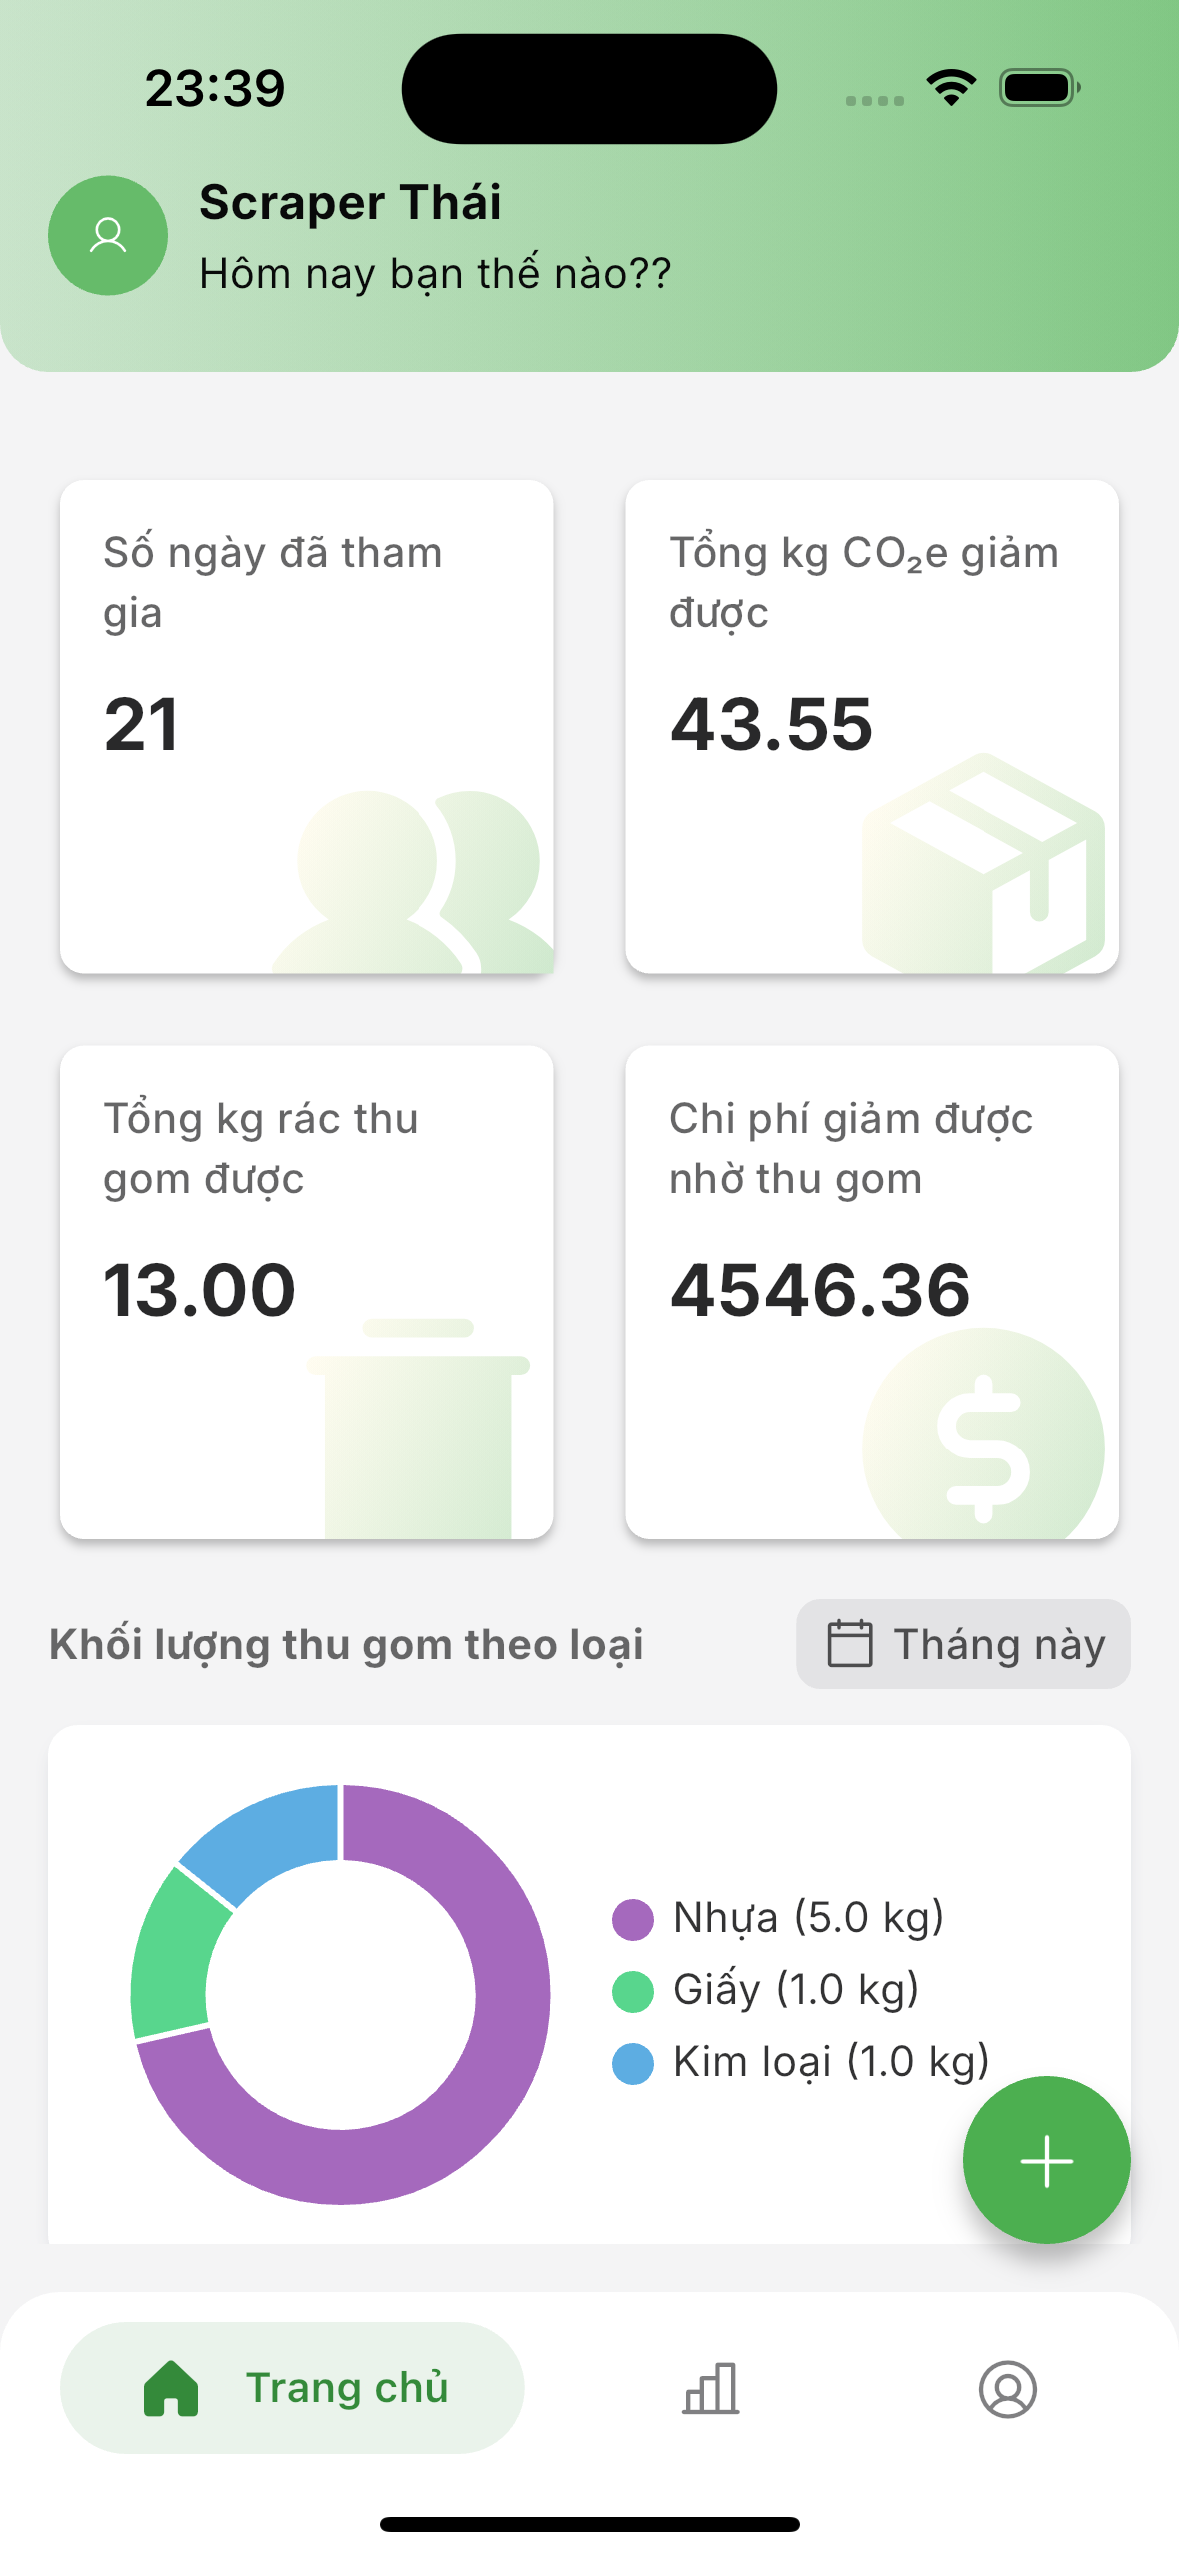 23:39
Scraper Thái
Hôm nay bạn thế nào??
Số ngày đã tham
gia
21
Tổng kg CO₂e giảm
được
43.55
Tổng kg rác thu
gom được
13.00
Chi phí giảm được
nhờ thu gom
4546.36
Khối lượng thu gom theo loại
Tháng này
Nhựa (5.0 kg)
Giấy (1.0 kg)
Kim loại (1.0 kg)
Trang chủ